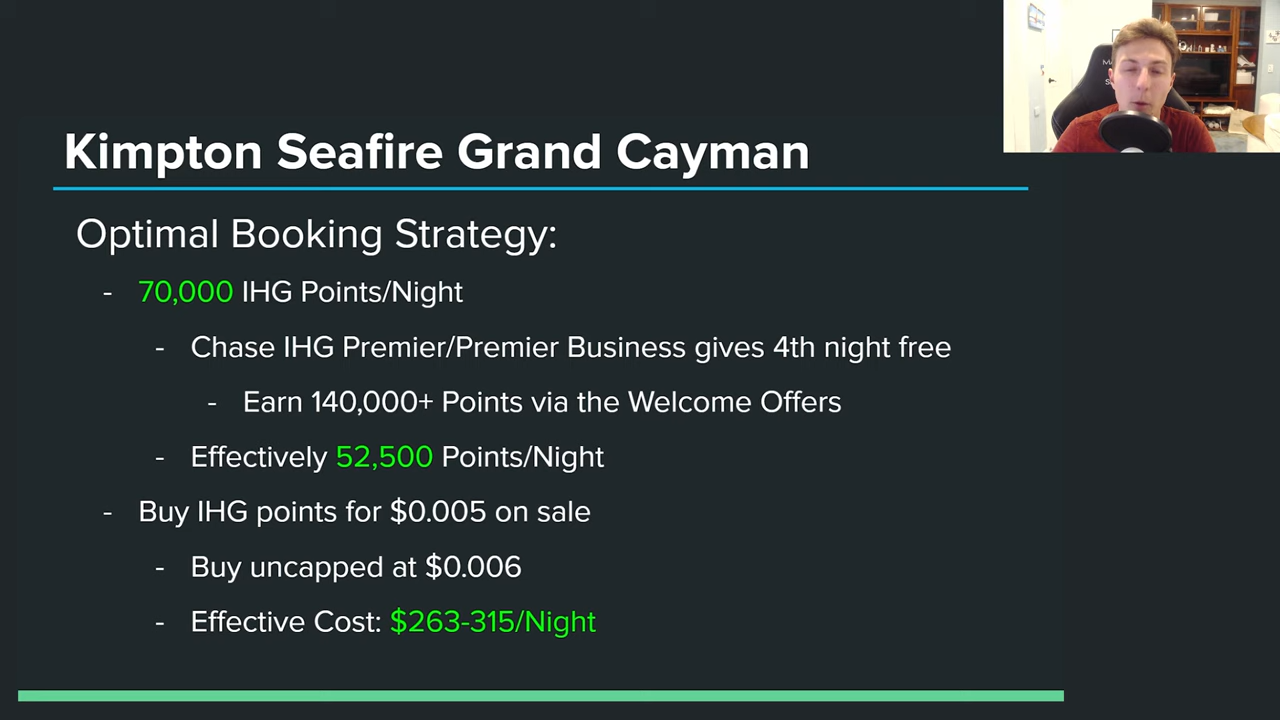 Kimpton Seafire Grand Cayman
Optimal Booking Strategy:
- 70,000 IHG Points/Night
- Chase IHG Premier/Premier Business gives 4th night free
- Earn 140,000+ Points via the Welcome Offers
- Effectively 52,500 Points/Night
- Buy IHG points for $0.005 on sale
- Buy uncapped at $0.006
- Effective Cost: $263-315/Night